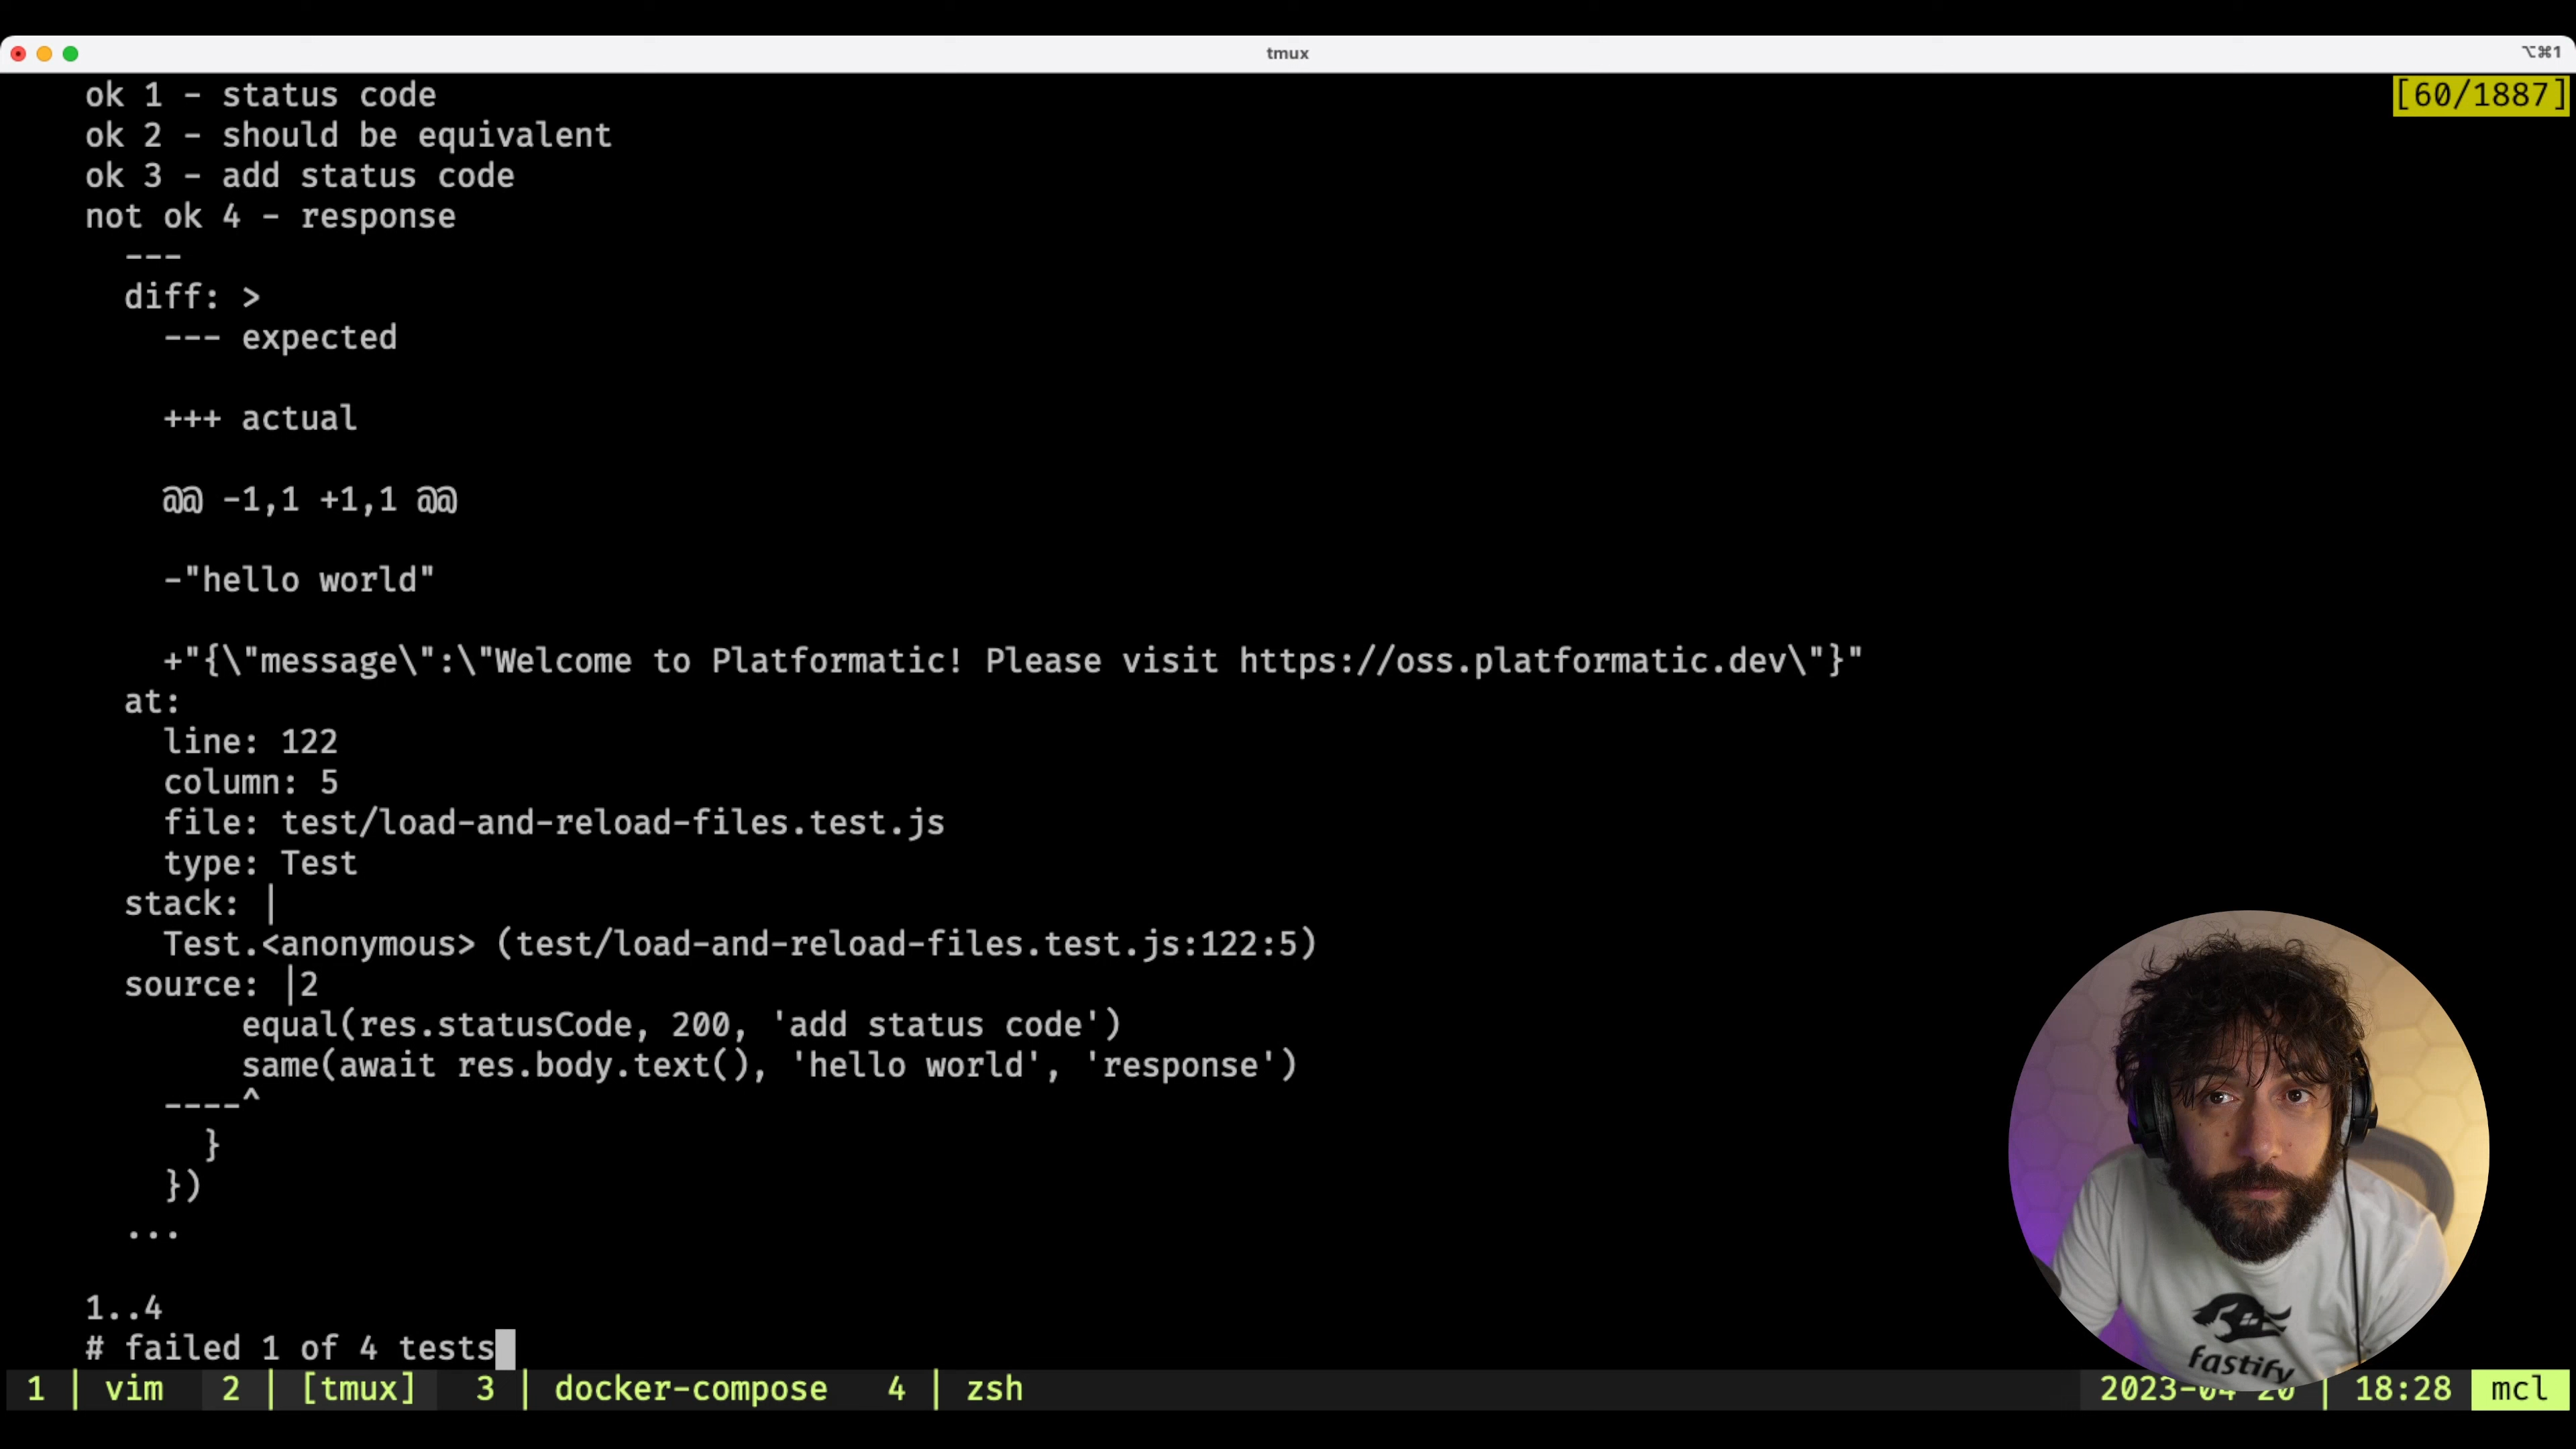 tmux
⌥⌘1
ok 1 - status code
[60/1887]
ok 2 - should be equivalent
ok 3 - add status code
not ok 4 - response
---
diff: >
--- expected
+++ actual
@@ -1,1 +1,1 @@
-"hello world"
+"{\"message\":\"Welcome to Platformatic! Please visit https://oss.platformatic.dev\"}"
at:
line: 122
column: 5
file: test/load-and-reload-files.test.js
type: Test
stack: |
Test.<anonymous> (test/load-and-reload-files.test.js:122:5)
source: |2
equal(res.statusCode, 200, 'add status code')
same(await res.body.text(), 'hello world', 'response')
----^
}
})
...
1..4
# failed 1 of 4 tests
fastify
1 | vim 2 | [tmux] 3 | docker-compose 4 | zsh 2023-04-20 | 18:28 mcl